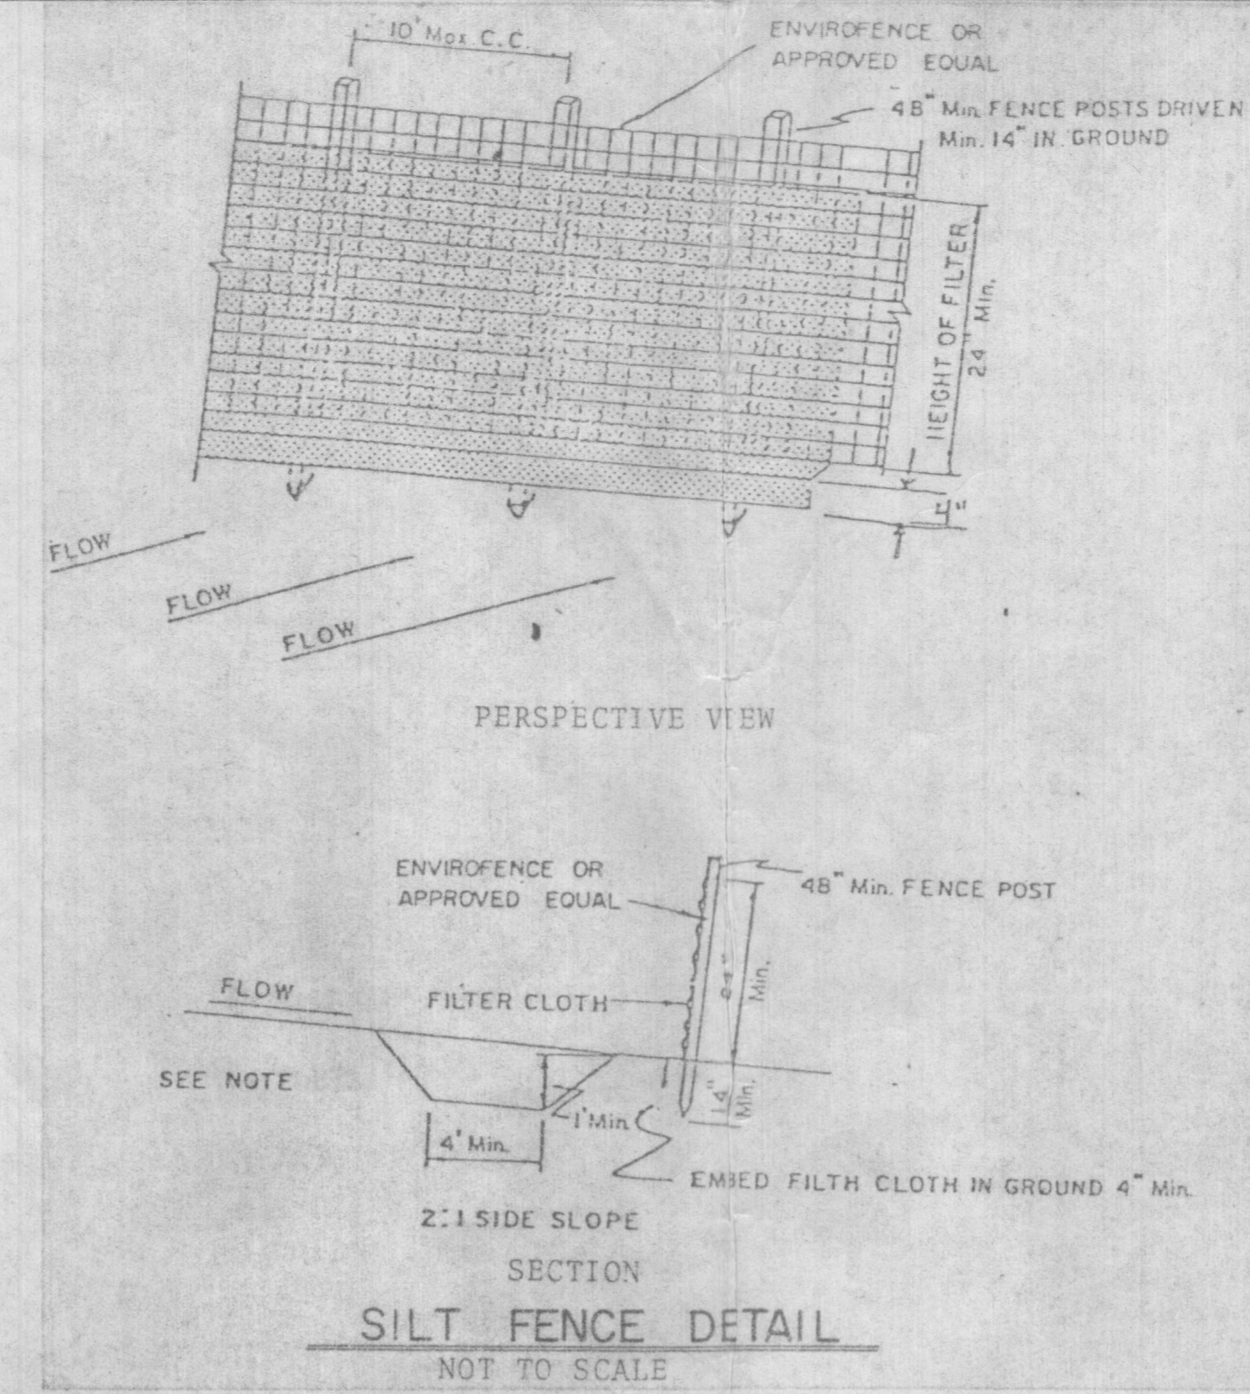 10' Max C.C.
ENVIROFENCE OR
APPROVED EQUAL
48" Min. FENCE POSTS DRIVEN
Min. 14" IN GROUND
HEIGHT OF FILTER
24" Min.
FLOW
FLOW
FLOW
PERSPECTIVE VIEW
ENVIROFENCE OR
APPROVED EQUAL
48" Min. FENCE POST
Min.
FLOW
FILTER CLOTH
SEE NOTE
14"
Min.
1' Min.
4' Min.
EMBED FILTH CLOTH IN GROUND 4" Min.
2:1 SIDE SLOPE
SECTION
SILT FENCE DETAIL
NOT TO SCALE